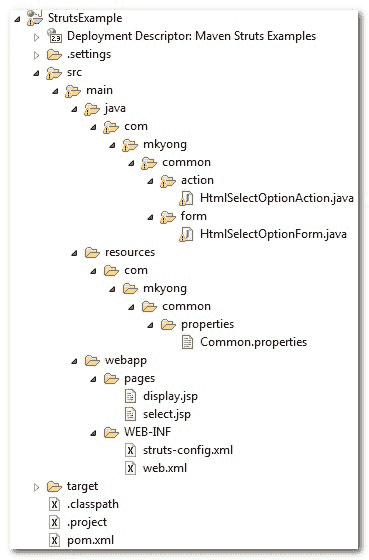 StrutsExample
Deployment Descriptor: Maven Struts Examples
.settings
src
main
java
com
mkyong
common
action
HtmlSelectOptionAction.java
form
HtmlSelectOptionForm.java
resources
com
mkyong
common
properties
Common.properties
webapp
pages
display.jsp
select.jsp
WEB-INF
struts-config.xml
web.xml
target
.classpath
.project
pom.xml